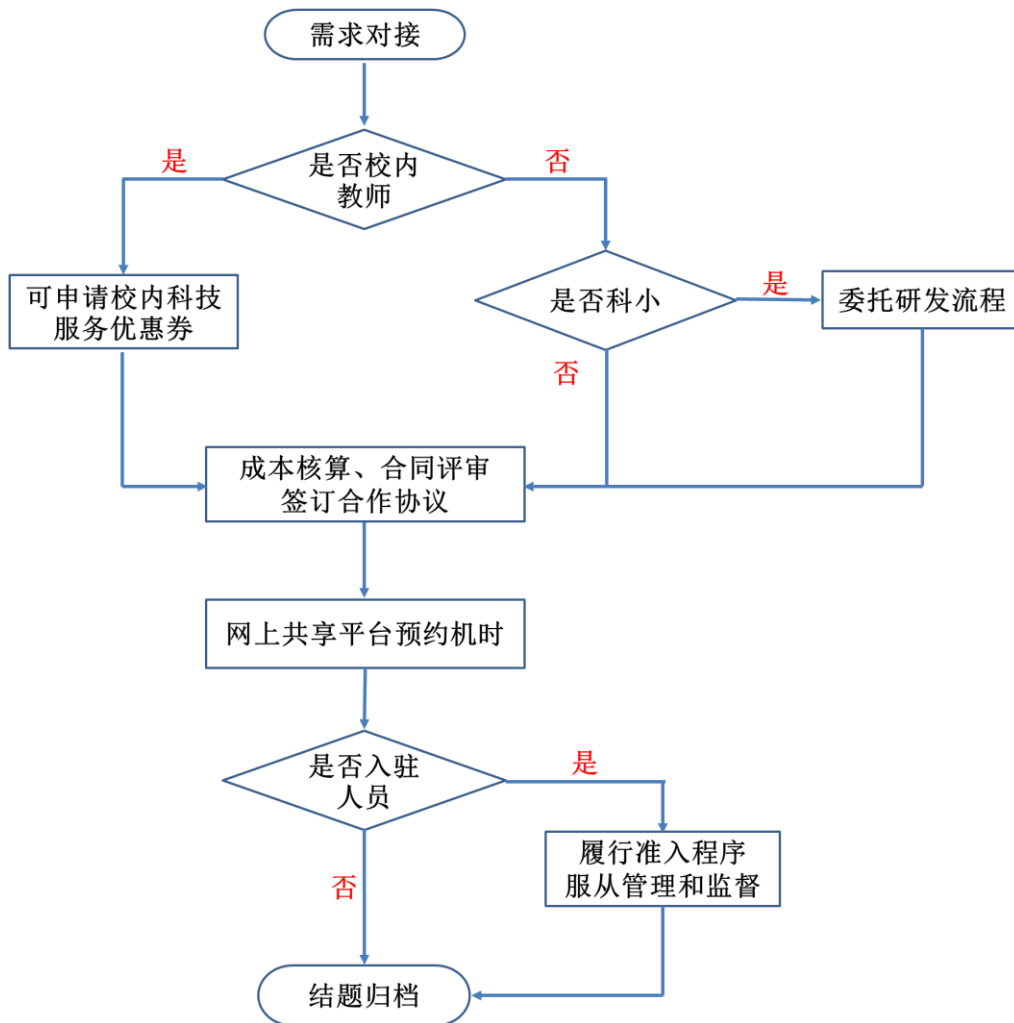 需求对接
是否校内
教师
是
否
可申请校内科技
服务优惠券
是否科小
是
委托研发流程
否
成本核算、合同评审
签订合作协议
网上共享平台预约机时
是否入驻
人员
是
履行准入程序
服从管理和监督
否
结题归档